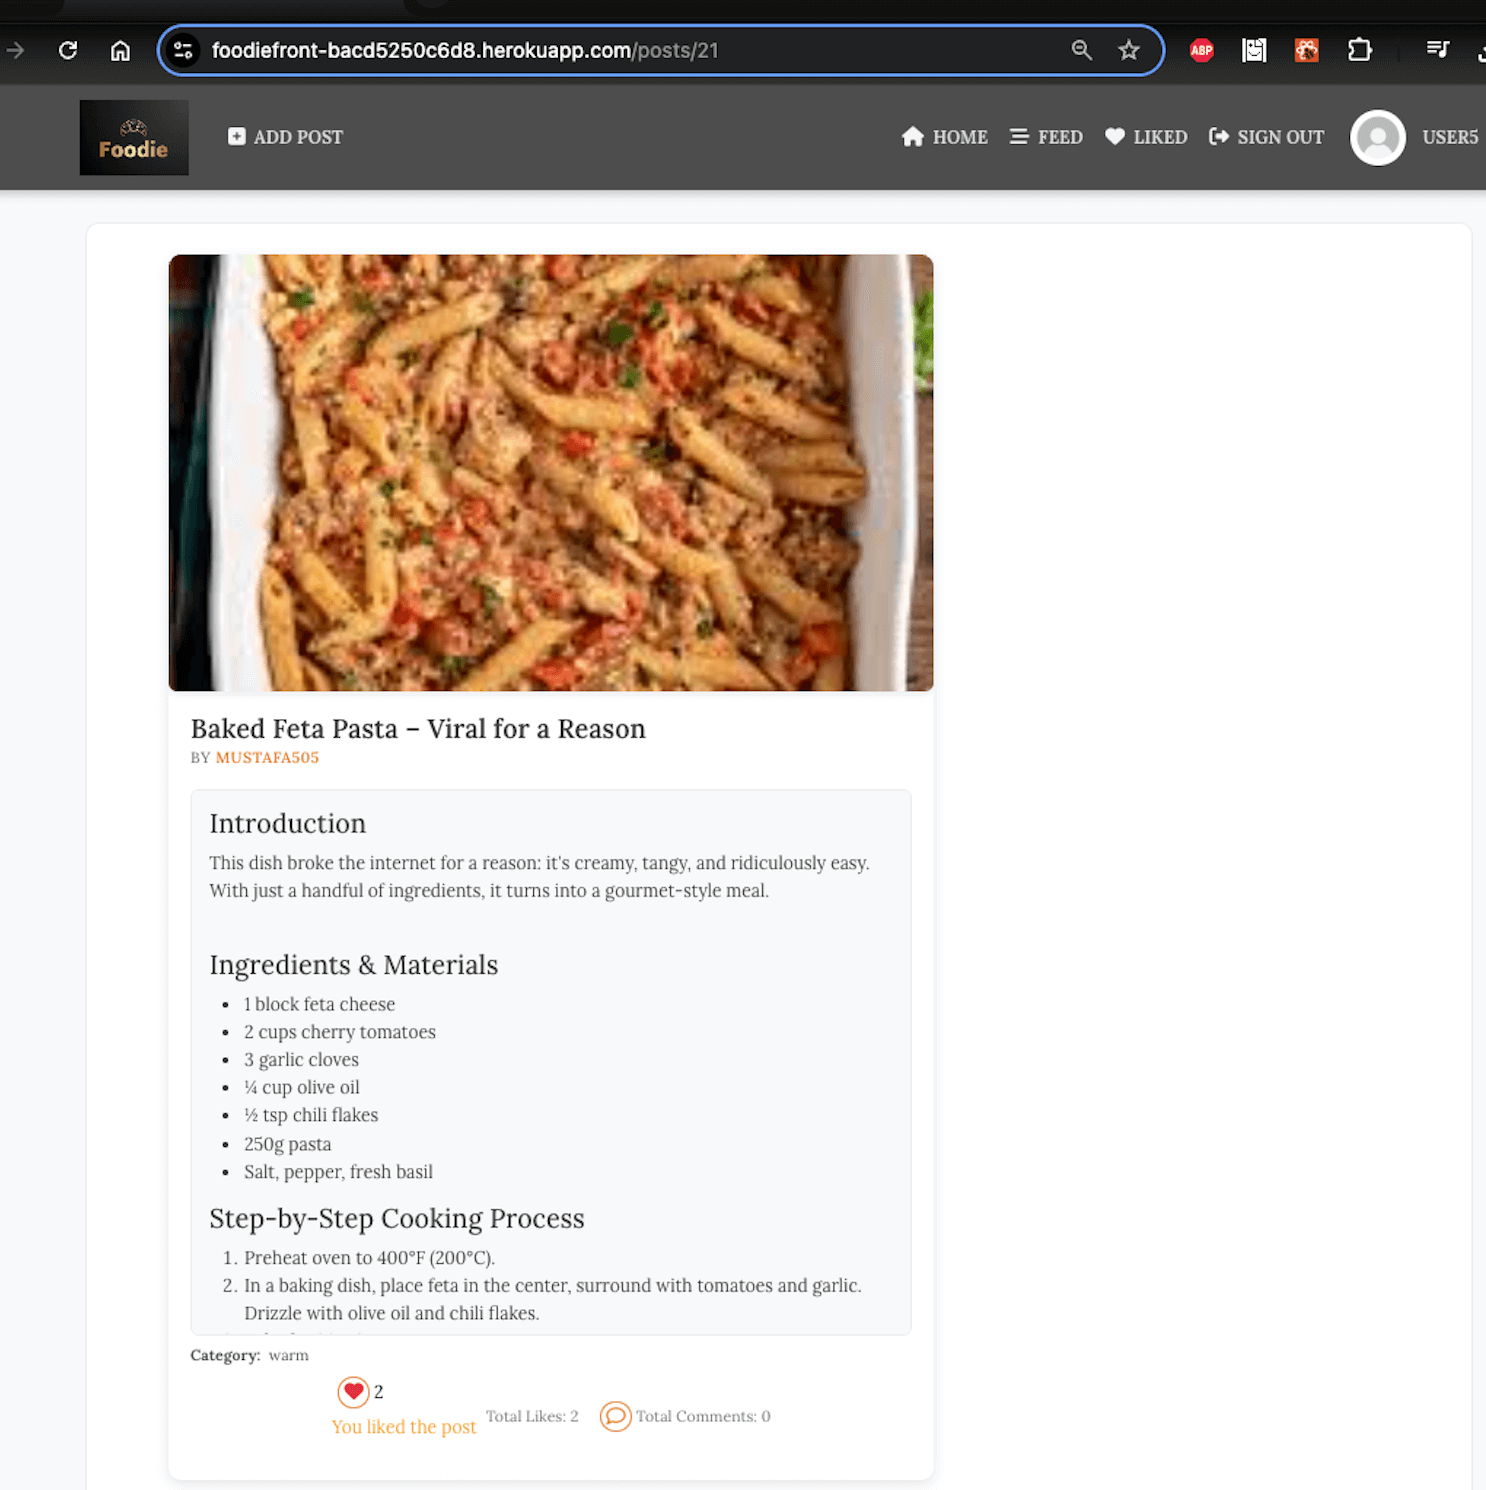 foodiefront-bacd5250c6d8.herokuapp.com/posts/21
ABP
Foodie
ADD POST
HOME
FEED
LIKED
SIGN OUT
USER5
Baked Feta Pasta – Viral for a Reason
BY MUSTAFA505
Introduction
This dish broke the internet for a reason: it's creamy, tangy, and ridiculously easy.
With just a handful of ingredients, it turns into a gourmet-style meal.
Ingredients & Materials
• 1 block feta cheese
• 2 cups cherry tomatoes
• 3 garlic cloves
• ¼ cup olive oil
• ½ tsp chili flakes
• 250g pasta
• Salt, pepper, fresh basil
Step-by-Step Cooking Process
1. Preheat oven to 400°F (200°C).
2. In a baking dish, place feta in the center, surround with tomatoes and garlic.
Drizzle with olive oil and chili flakes.
Category: warm
2
You liked the post
Total Likes: 2
Total Comments: 0